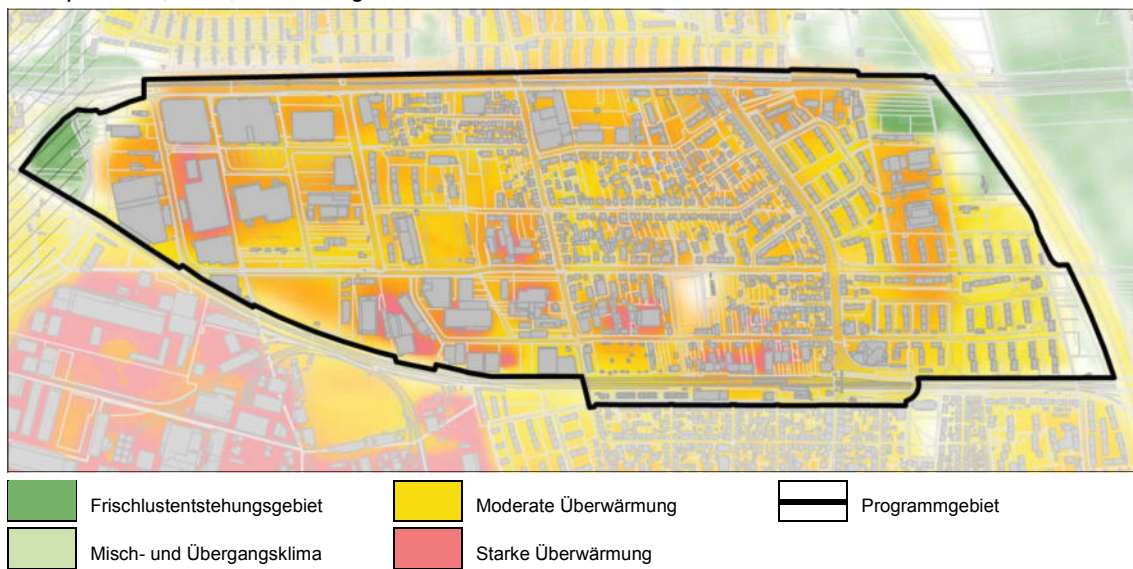 Frischlustentstehungsgebiet
Moderate Überwärmung
Programmgebiet
Misch- und Übergangsklima
Starke Überwärmung